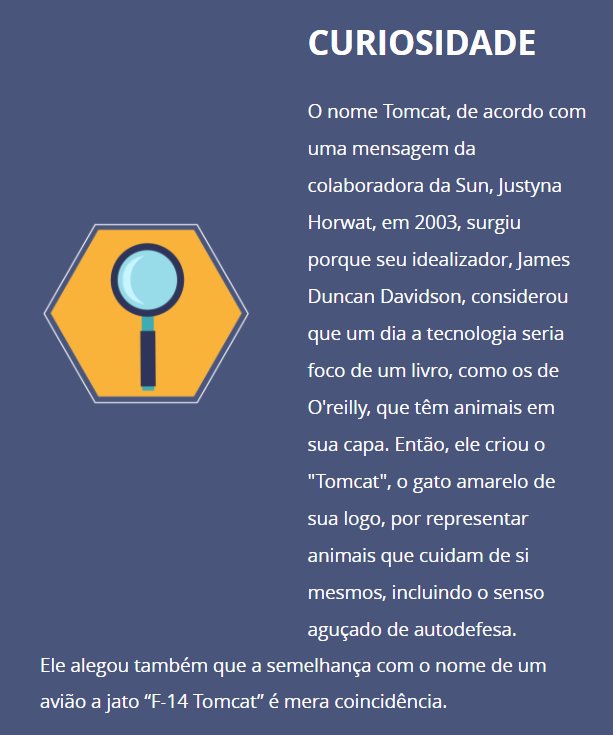 CURIOSIDADE
O nome Tomcat, de acordo com
uma mensagem da
colaboradora da Sun, Justyna
Horwat, em 2003, surgiu
porque seu idealizador, James
Duncan Davidson, considerou
que um dia a tecnologia seria
foco de um livro, como os de
O'reilly, que têm animais em
sua capa. Então, ele criou o
"Tomcat", o gato amarelo de
sua logo, por representar
animais que cuidam de si
mesmos, incluindo o senso
aguçado de autodefesa.
Ele alegou também que a semelhança com o nome de um
avião a jato “F-14 Tomcat” é mera coincidência.